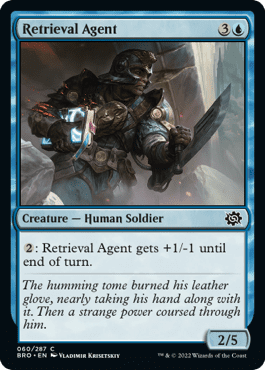 Retrieval Agent 3
Creature — Human Soldier
2: Retrieval Agent gets +1/-1 until
end of turn.
The humming tome burned his leather
glove, nearly taking his hand along with
it. Then a strange power coursed through
him.
2/5
060/287 C
BRO • EN Vladimir Krisetskiy
™ & © 2022 Wizards of the Coast